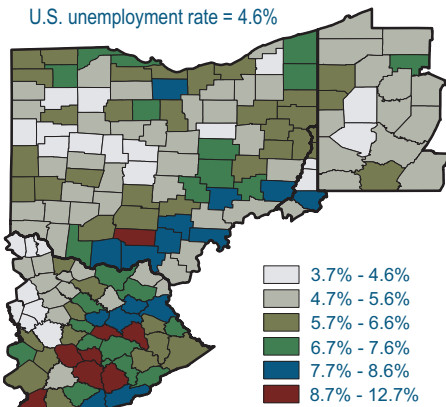 U.S. unemployment rate = 4.6%
3.7% - 4.6%
4.7% - 5.6%
5.7% - 6.6%
6.7% - 7.6%
7.7% - 8.6%
8.7% - 12.7%